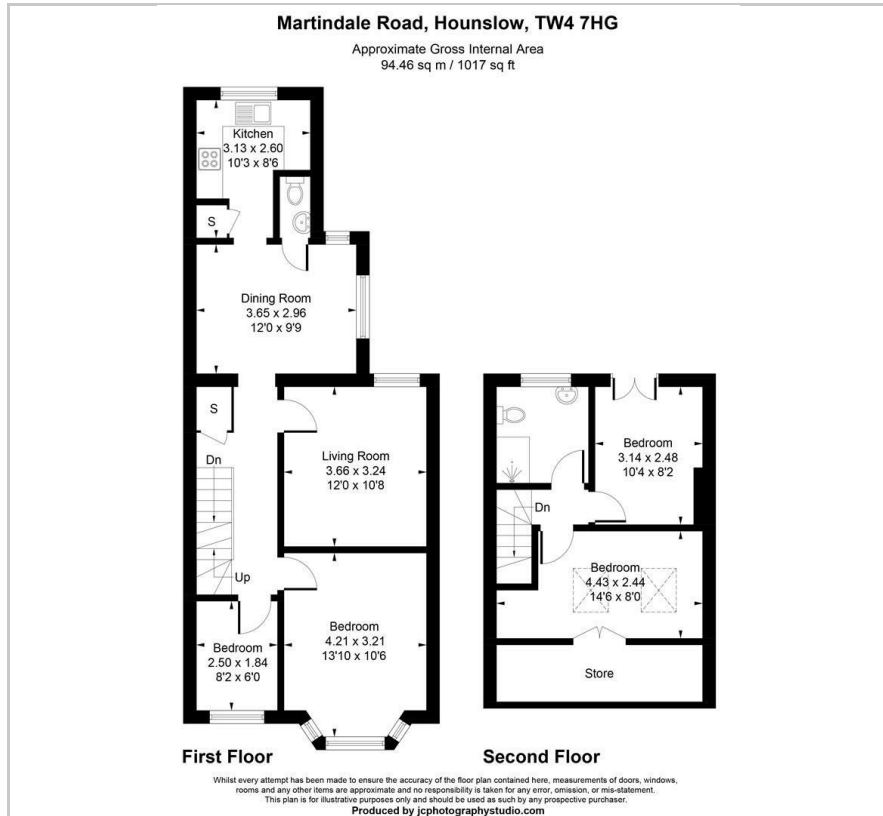 Martindale Road, Hounslow, TW4 7HG
Approximate Gross Internal Area
94.46 sq m / 1017 sq ft
Kitchen
3.13 x 2.60
10'3 x 8'6
S
Dining Room
3.65 x 2.96
12'0 x 9'9
S
Dn
Living Room
3.66 x 3.24
12'0 x 10'8
Up
Bedroom
4.21 x 3.21
13'10 x 10'6
Bedroom
2.50 x 1.84
8'2 x 6'0
First Floor
Bedroom
3.14 x 2.48
10'4 x 8'2
Dn
Bedroom
4.43 x 2.44
14'6 x 8'0
Store
Second Floor
Whilst every attempt has been made to ensure the accuracy of the floor plan contained here, measurements of doors, windows,
rooms and any other items are approximate and no responsibility is taken for any error, omission, or mis-statement.
This plan is for illustrative purposes only and should be used as such by any prospective purchaser.
Produced by jcphotographystudio.com